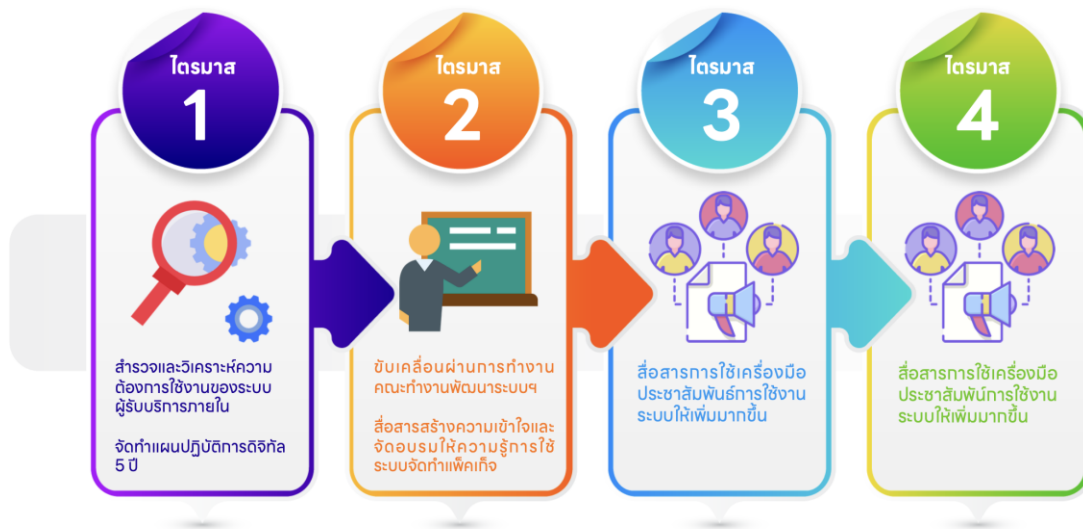 ไตรมาส
1
สำรวจและวิเคราะห์ความ
ต้องการใช้งานของระบบ
ผู้รับบริการภายใน
จัดทำแผนปฏิบัติการดิจิทัล
5 ปี
ไตรมาส
2
ขับเคลื่อนผ่านการทำงาน
คณะทำงานพัฒนาระบบฯ
สื่อสารสร้างความเข้าใจและ
จัดอบรมให้ความรู้การใช้
ระบบจัดทำแพ็คเก็จ
ไตรมาส
3
สื่อสารการใช้เครื่องมือ
ประชาสัมพันธ์การใช้งาน
ระบบให้เพิ่มมากขึ้น
ไตรมาส
4
สื่อสารการใช้เครื่องมือ
ประชาสัมพัน์การใช้งาน
ระบบให้เพิ่มมากขึ้น